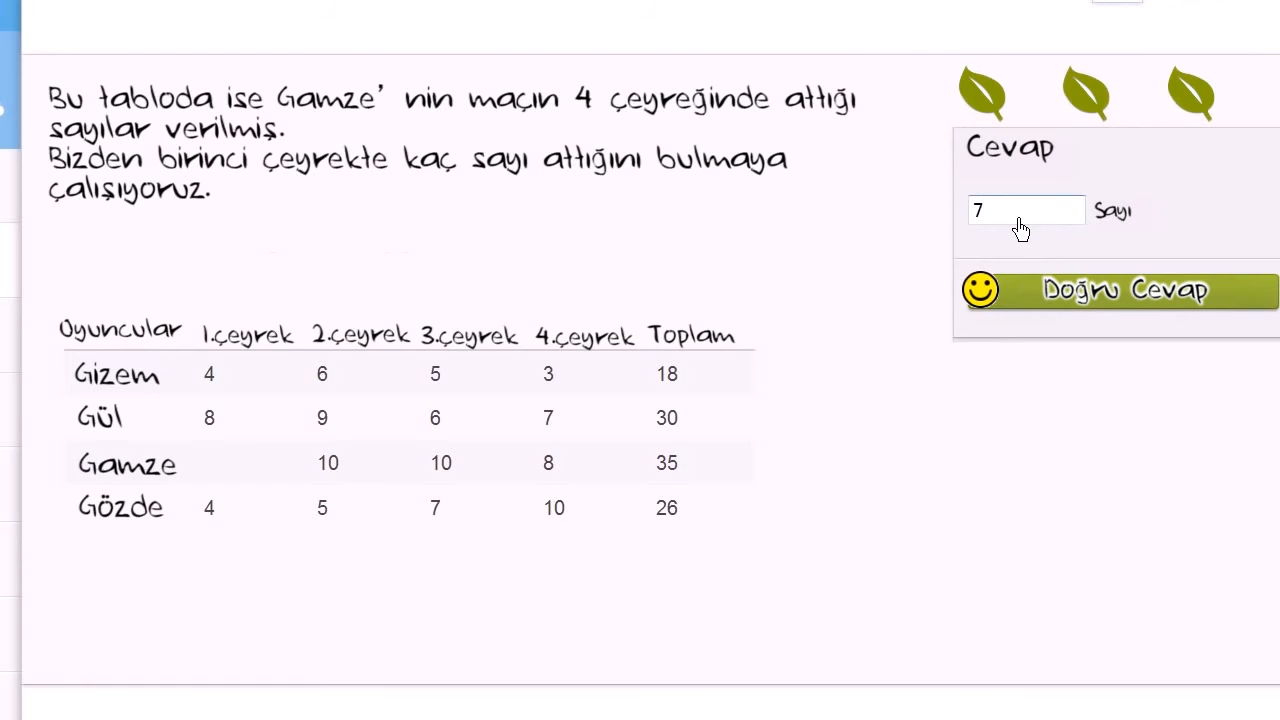 Bu tabloda ise Gamze' nin maçın 4 çeyreğinde attığı
sayılar verilmiş.
Bizden birinci çeyrekte kaç sayı attığını bulmaya
çalışıyoruz.
Cevap
7 Sayı
Doğru Cevap
Oyuncular 1.çeyrek 2.çeyrek 3.çeyrek 4.çeyrek Toplam
Gizem 4 6 5 3 18
Gül 8 9 6 7 30
Gamze 10 10 8 35
Gözde 4 5 7 10 26